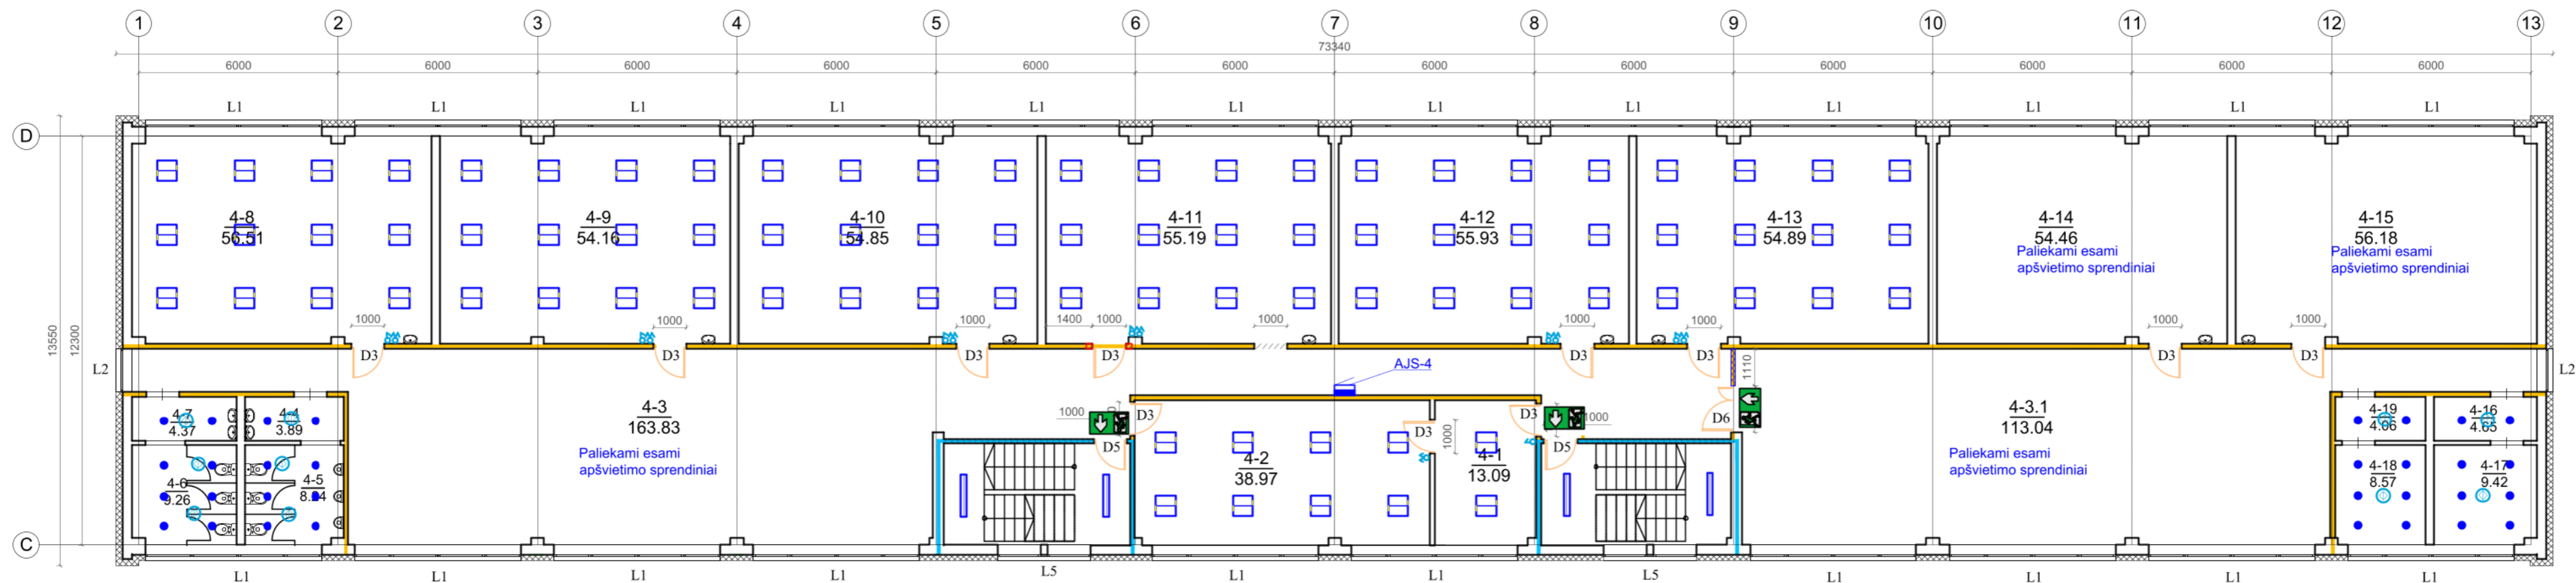 1 2 3 4 5 6 7 8 9 10 11 12 13
73340
6000 6000 6000 6000 6000 6000 6000 6000 6000 6000 6000 6000
L1 L1 L1 L1 L1 L1 L1 L1 L1 L1 L1 L1
D
4-8
56.51
4-9
54.16
4-10
54.85
4-11
55.19
4-12
55.93
4-13
54.89
4-14
54.46
Paliekami esami
apšvietimo sprendiniai
4-15
56.18
Paliekami esami
apšvietimo sprendiniai
13550
12300
1000 1000 1000 1400 1000 1000 1000 1000 1000 1000
D3 D3 D3 D3 D3 D3 D3 D3
L2
AJS-4
1110
L2
4-7
4.37
4-4
3.89
4-3
163.83
Paliekami esami
apšvietimo sprendiniai
1000
D3
D5
D3
1000
D3
1000
D5
D6
4-3.1
113.04
Paliekami esami
apšvietimo sprendiniai
4-19
4-16
4-6
9.26
4-5
4-2
38.97
4-1
13.09
4-18
8.57
4-17
9.42
C
L1 L1 L1 L1 L5 L1 L1 L5 L1 L1 L1 L1